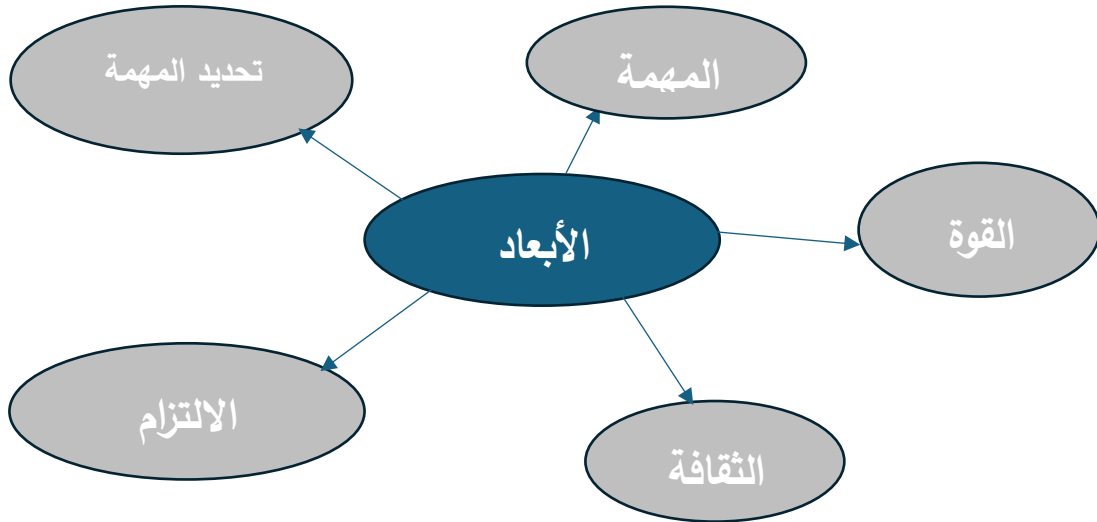 المهمة
تحديد المهمة
القوة
الأبعاد
الالتزام
الثقافة